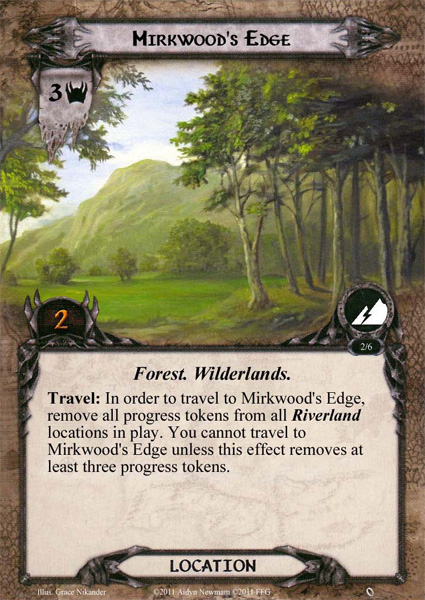 Mirkwood's Edge
3
2
2/6
Forest. Wilderlands.
Travel: In order to travel to Mirkwood's Edge,
remove all progress tokens from all Riverland
locations in play. You cannot travel to
Mirkwood's Edge unless this effect removes at
least three progress tokens.
LOCATION
Illus. Grace Nikander ©2011 Aidyn Newmam ©2011 FFG